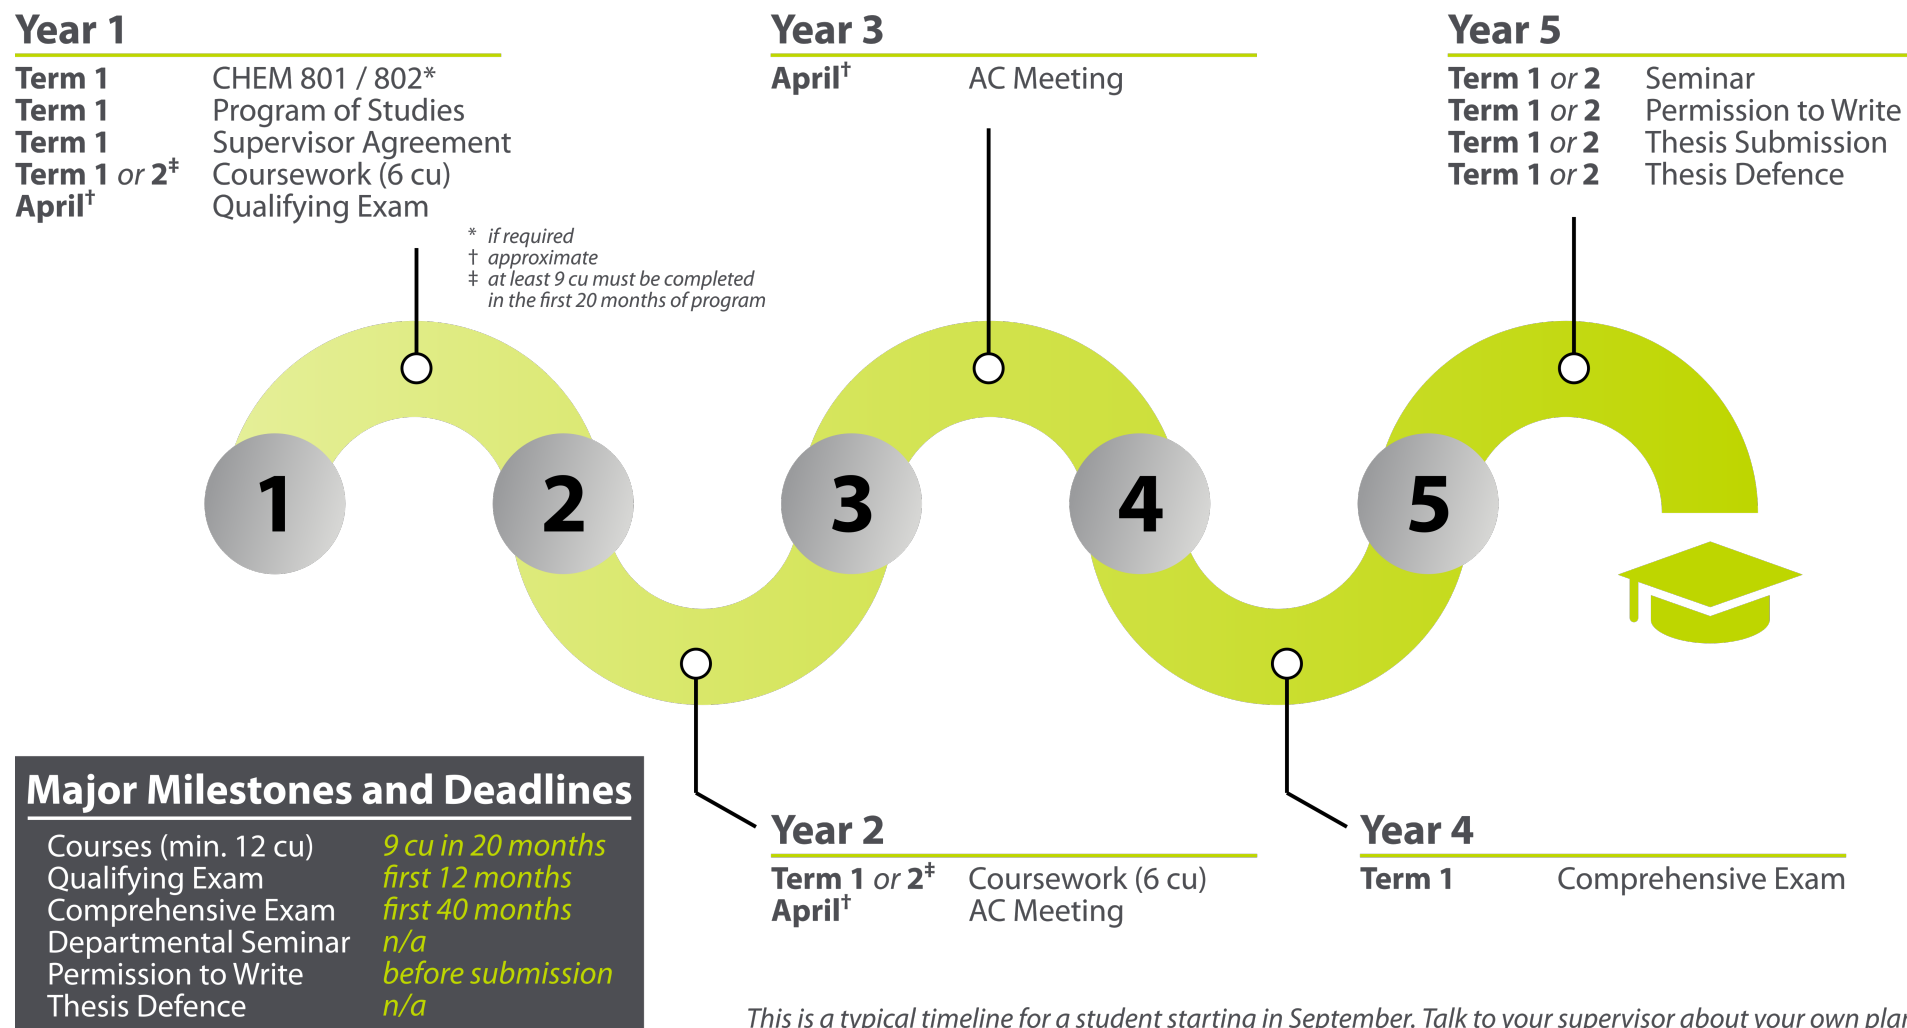 Year 1
Term 1 CHEM 801 / 802*
Term 1 Program of Studies
Term 1 Supervisor Agreement
Term 1 or 2‡ Coursework (6 cu)
April† Qualifying Exam
* if required
† approximate
‡ at least 9 cu must be completed
in the first 20 months of program
Year 3
April† AC Meeting
Year 5
Term 1 or 2 Seminar
Term 1 or 2 Permission to Write
Term 1 or 2 Thesis Submission
Term 1 or 2 Thesis Defence
1 2 3 4 5
Major Milestones and Deadlines
Courses (min. 12 cu) 9 cu in 20 months
Qualifying Exam first 12 months
Comprehensive Exam first 40 months
Departmental Seminar n/a
Permission to Write before submission
Thesis Defence n/a
Year 2
Term 1 or 2‡ Coursework (6 cu)
April† AC Meeting
Year 4
Term 1 Comprehensive Exam
This is a typical timeline for a student starting in September. Talk to your supervisor about your own plan